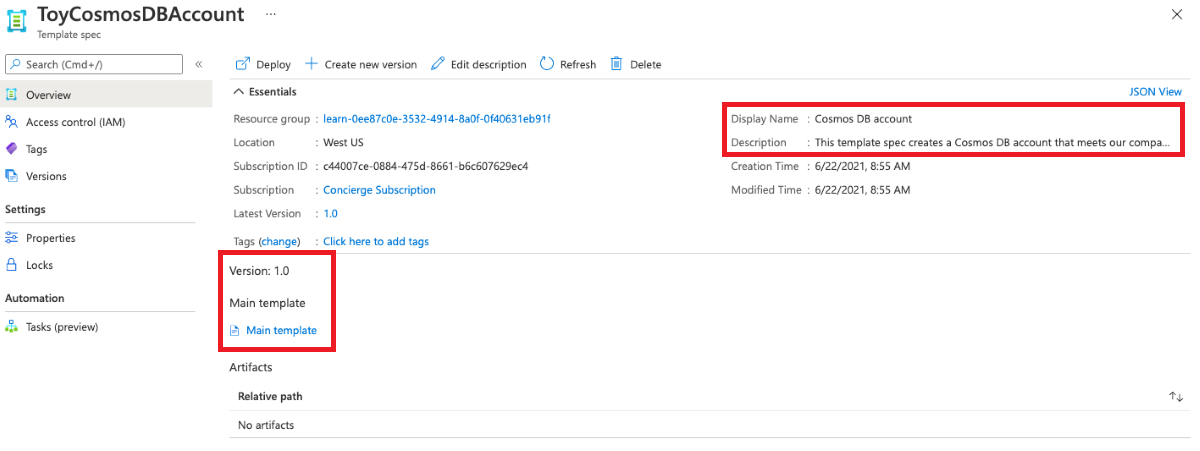 ToyCosmosDBAccount ...
Template spec
Search (Cmd+/) «
Deploy Create new version Edit description Refresh Delete
Overview
Access control (IAM)
Tags
Versions
Settings
Properties
Locks
Automation
Tasks (preview)
Essentials JSON View
Resource group : learn-0ee87c0e-3532-4914-8a0f-0f40631eb91f
Location : West US
Subscription ID : c44007ce-0884-475d-8661-b6c607629ec4
Subscription : Concierge Subscription
Latest Version : 1.0
Display Name : Cosmos DB account
Description : This template spec creates a Cosmos DB account that meets our compa...
Creation Time : 6/22/2021, 8:55 AM
Modified Time : 6/22/2021, 8:55 AM
Tags (change) : Click here to add tags
Version: 1.0
Main template
Main template
Artifacts
Relative path
No artifacts